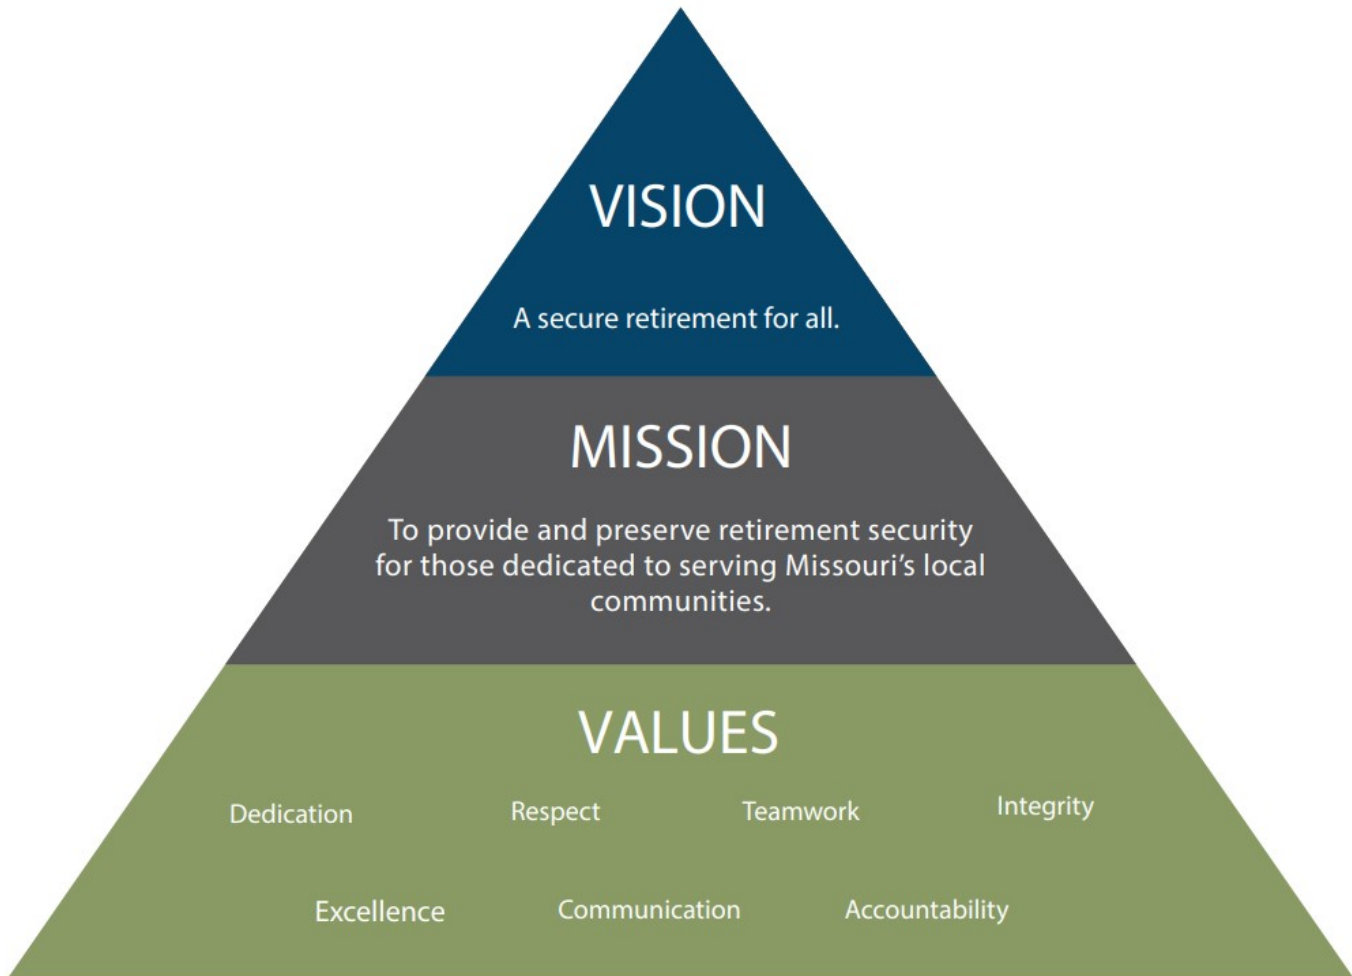 VISION
A secure retirement for all.
MISSION
To provide and preserve retirement security
for those dedicated to serving Missouri’s local
communities.
VALUES
Dedication Respect Teamwork Integrity
Excellence Communication Accountability